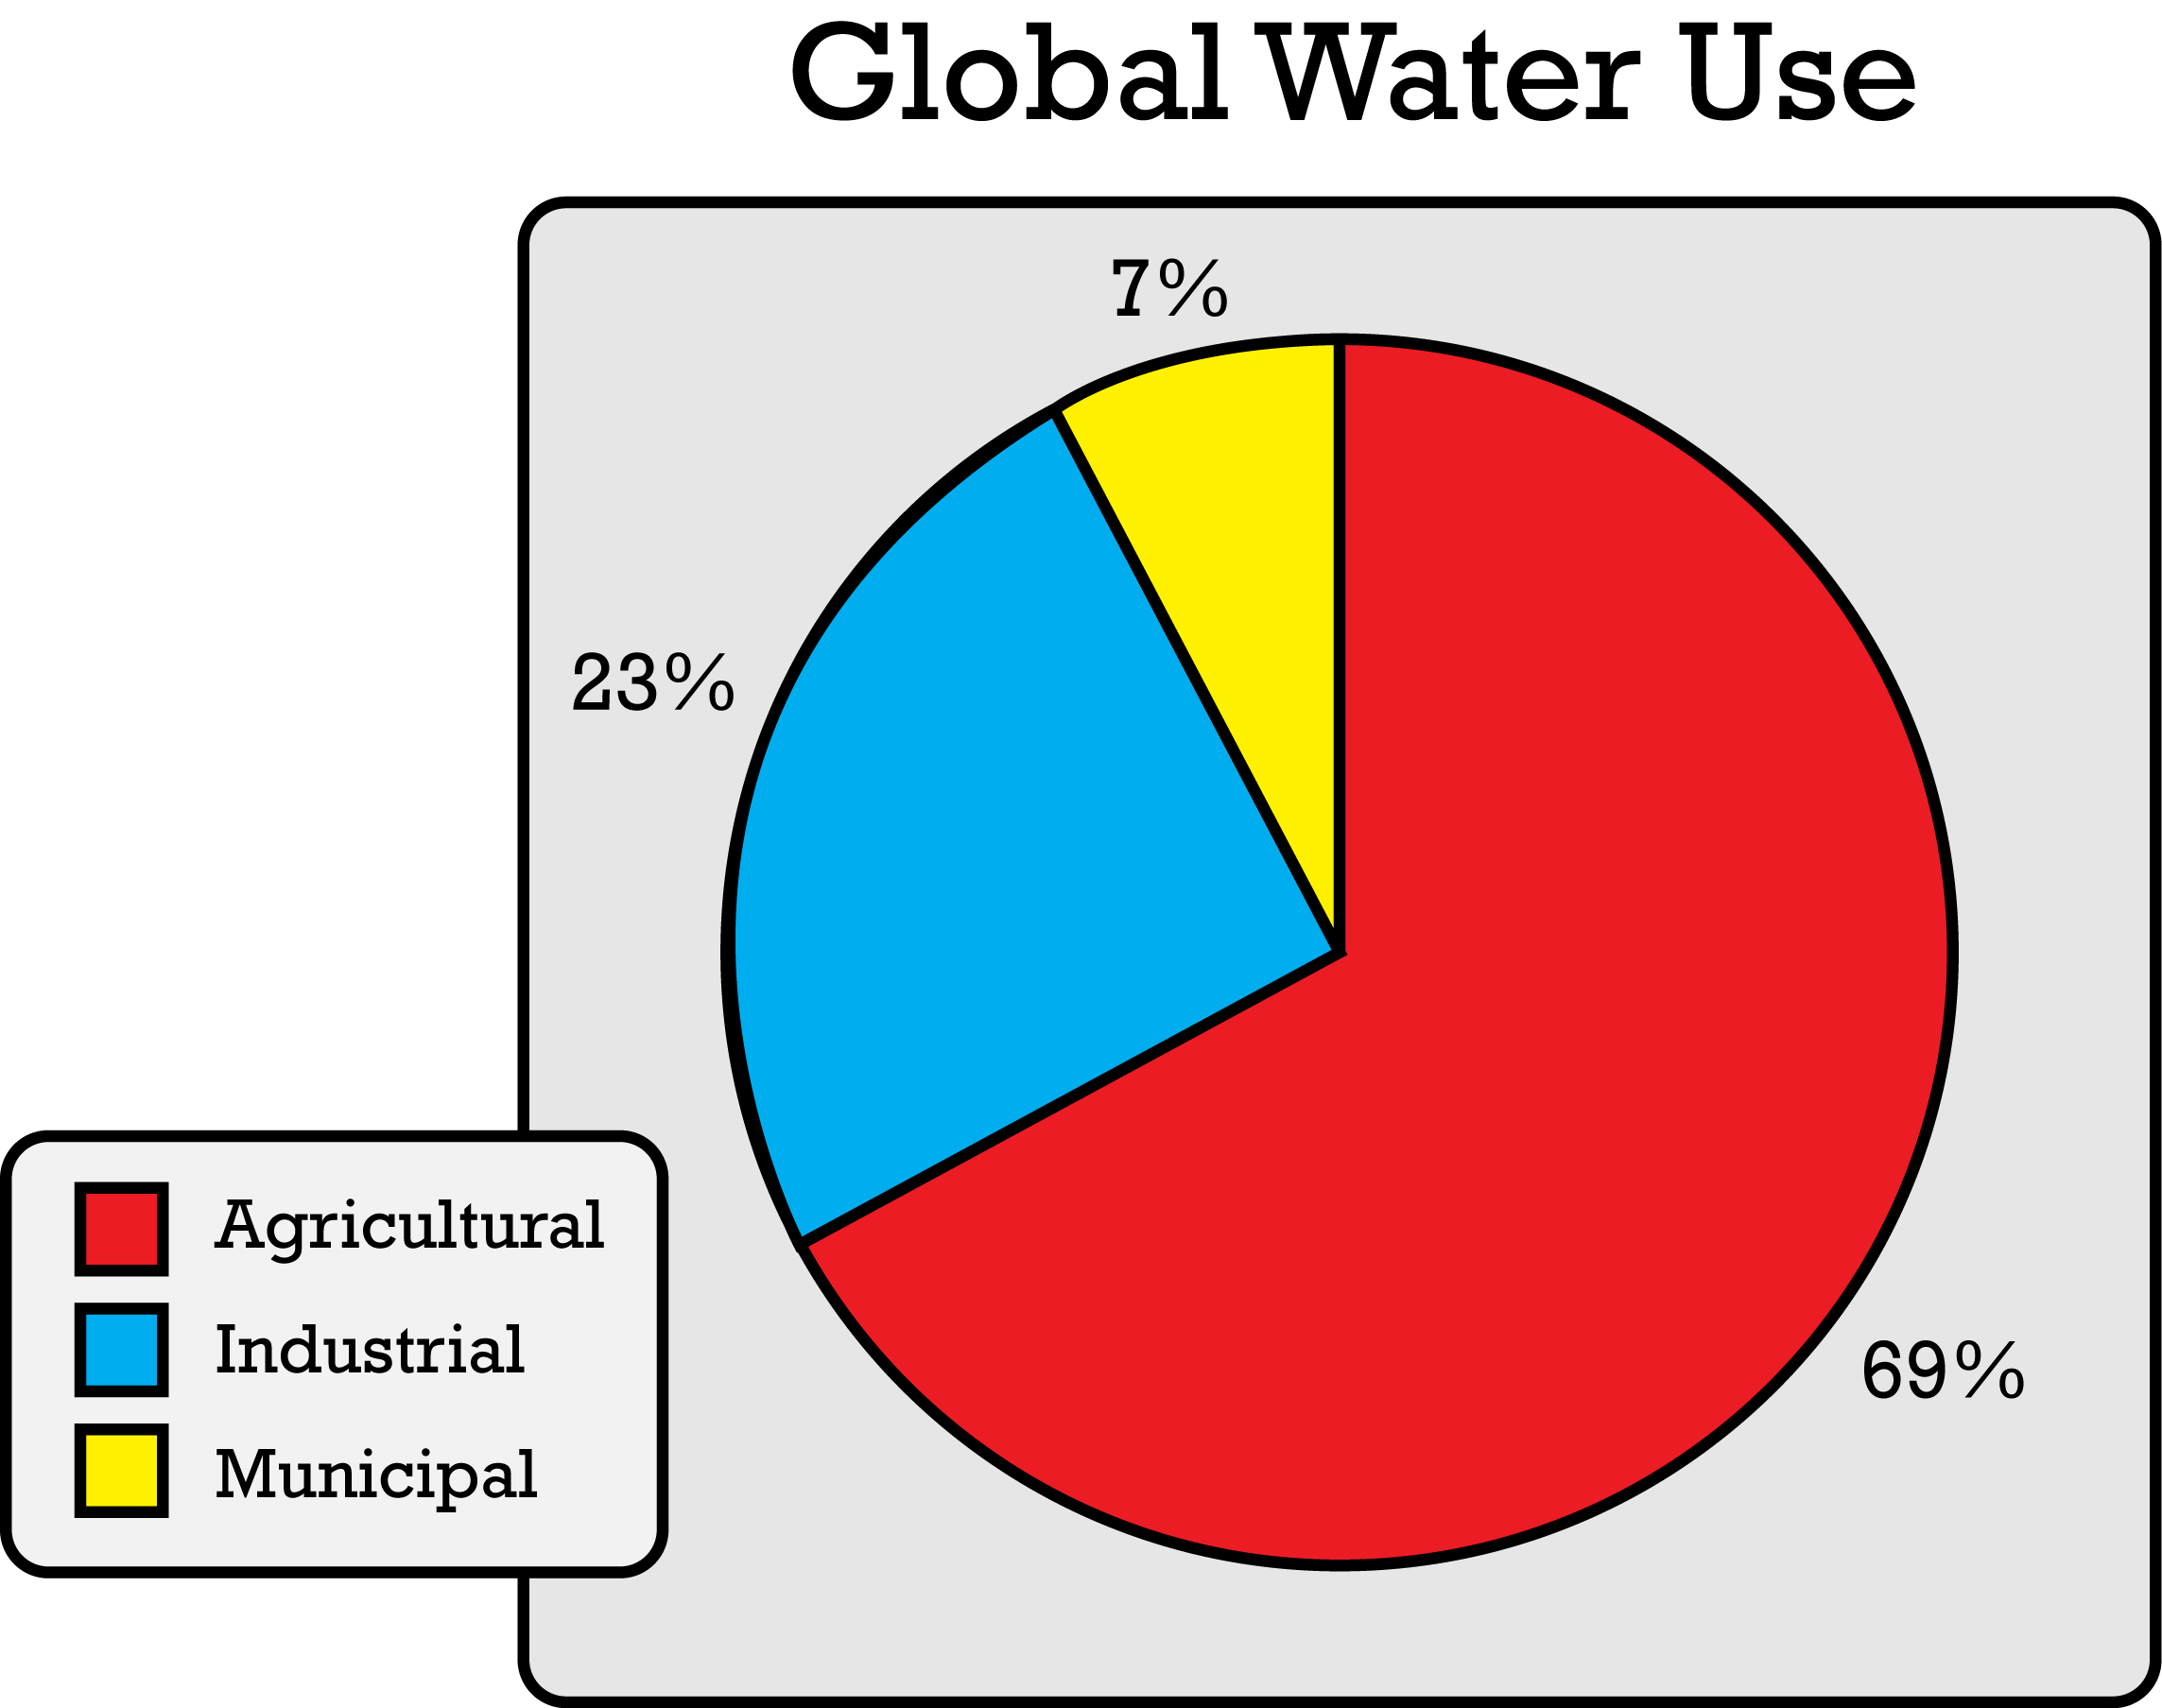 Global Water Use
7%
23%
69%
Agricultural
Industrial
Municipal